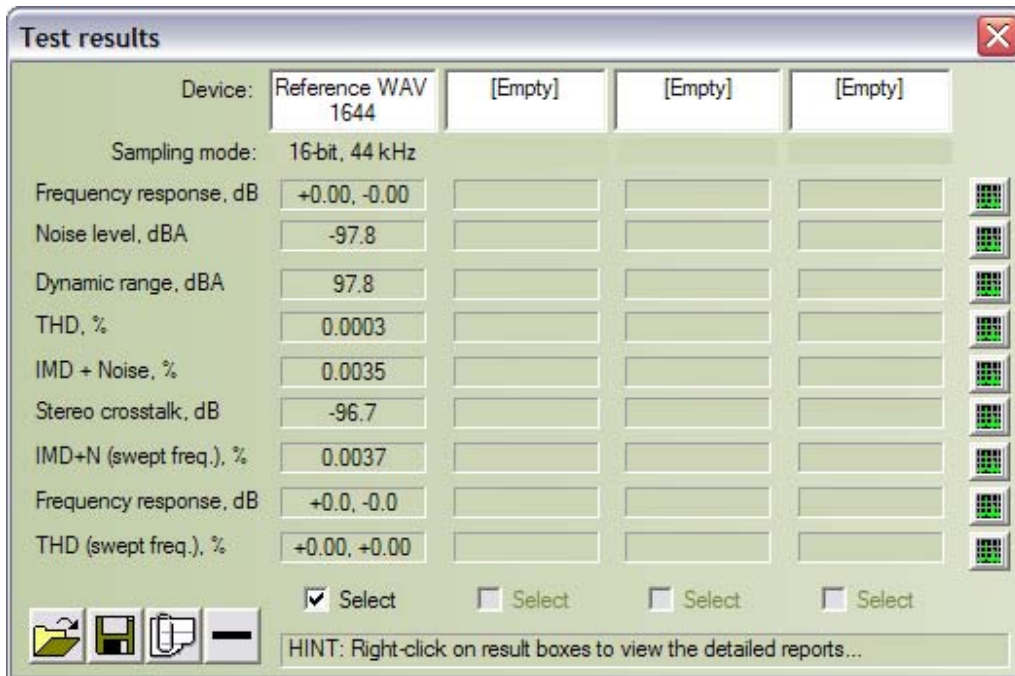 Test results
Device: Reference WAV 1644 [Empty] [Empty] [Empty]
Sampling mode: 16-bit, 44 kHz
Frequency response, dB +0.00, -0.00
Noise level, dBA -97.8
Dynamic range, dBA 97.8
THD, % 0.0003
IMD + Noise, % 0.0035
Stereo crosstalk, dB -96.7
IMD+N (swept freq.), % 0.0037
Frequency response, dB +0.0, -0.0
THD (swept freq.), % +0.00, +0.00
Select Select Select Select
HINT: Right-click on result boxes to view the detailed reports...